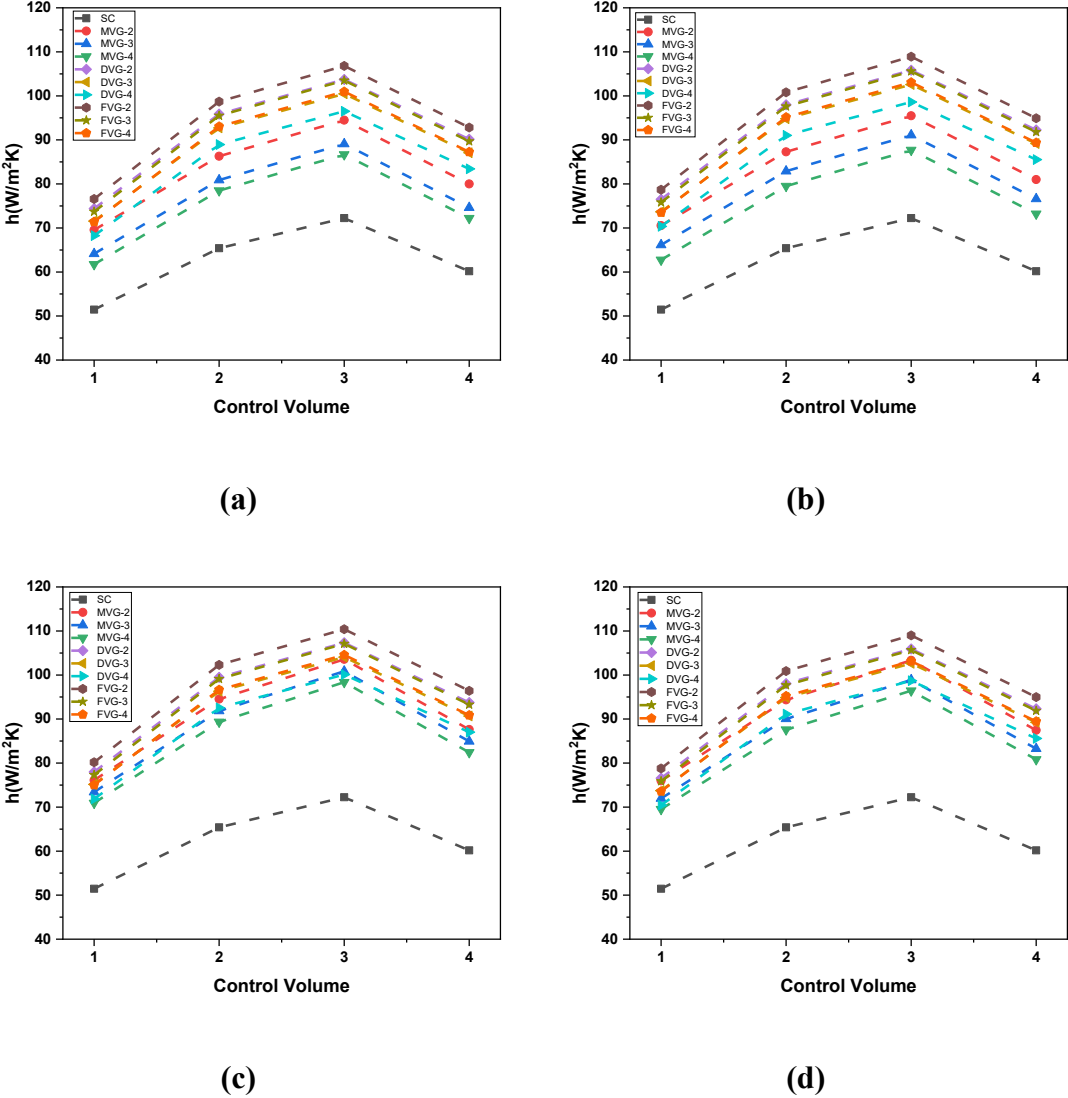 120
110
100
90
80
70
60
50
40
h(W/m²K)
SC
MVG-2
MVG-3
MVG-4
DVG-2
DVG-3
DVG-4
FVG-2
FVG-3
FVG-4
1 2 3 4
Control Volume
(a)
120
110
100
90
80
70
60
50
40
h(W/m²K)
SC
MVG-2
MVG-3
MVG-4
DVG-2
DVG-3
DVG-4
FVG-2
FVG-3
FVG-4
1 2 3 4
Control Volume
(b)
120
110
100
90
80
70
60
50
40
h(W/m²K)
SC
MVG-2
MVG-3
MVG-4
DVG-2
DVG-3
DVG-4
FVG-2
FVG-3
FVG-4
1 2 3 4
Control Volume
(c)
120
110
100
90
80
70
60
50
40
h(W/m²K)
SC
MVG-2
MVG-3
MVG-4
DVG-2
DVG-3
DVG-4
FVG-2
FVG-3
FVG-4
1 2 3 4
Control Volume
(d)